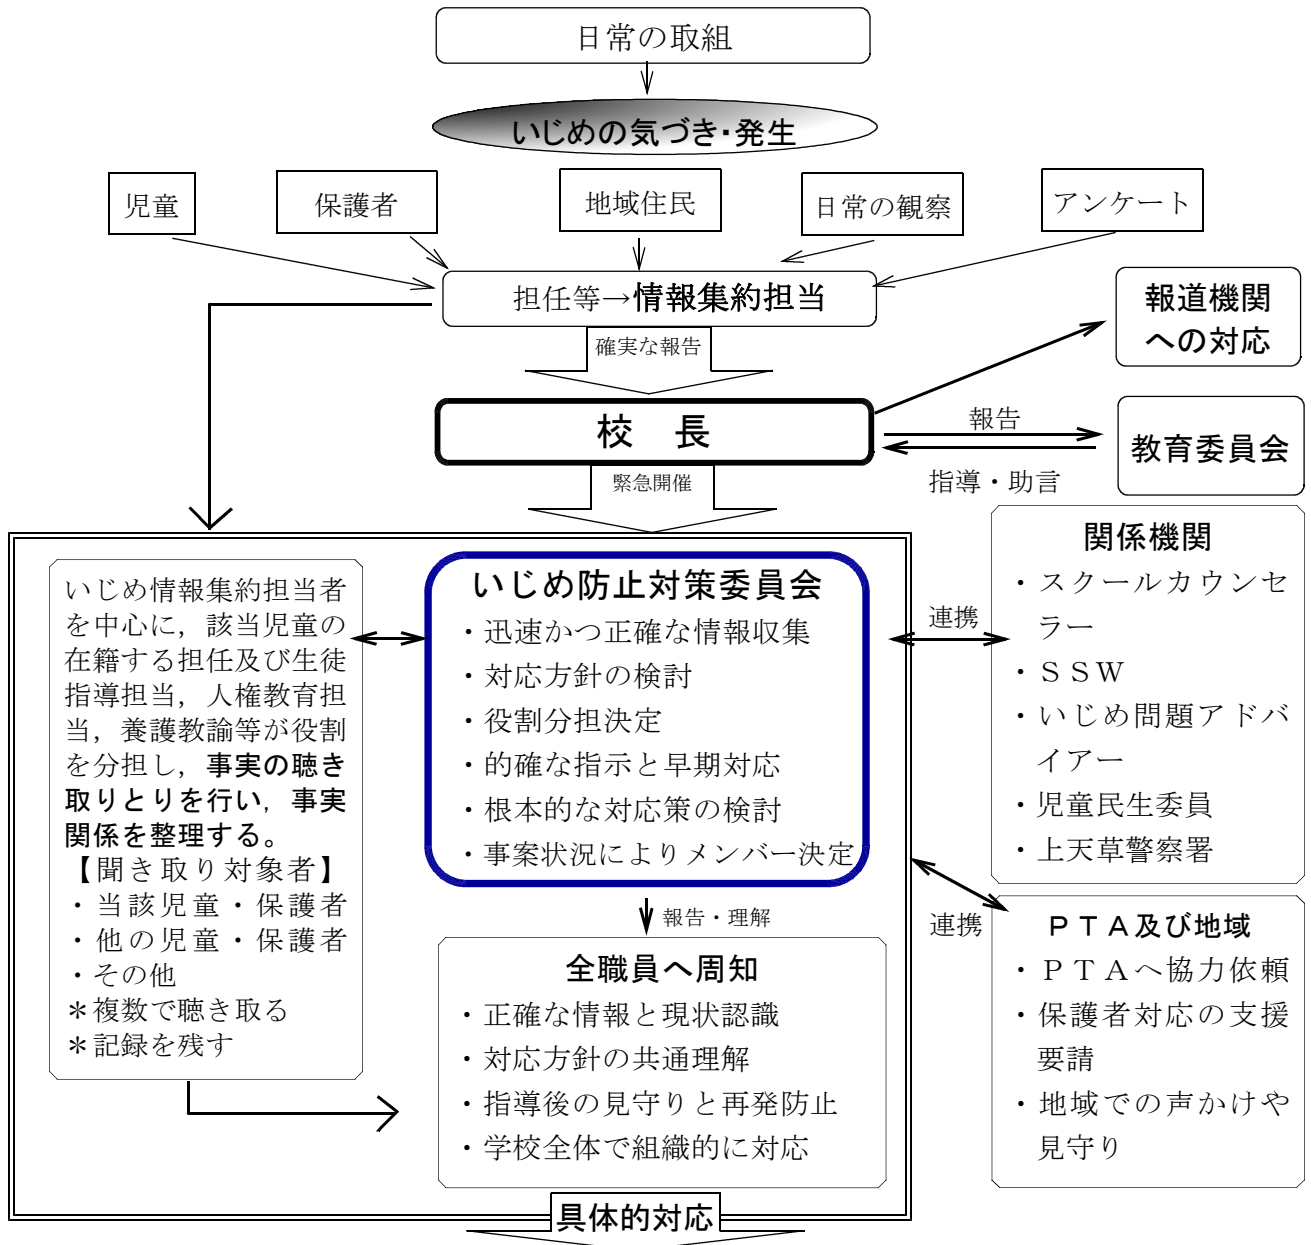 日常の取組
いじめの気づき・発生
児童
保護者
地域住民
日常の観察
アンケート
担任等→情報集約担当
確実な報告
報道機関
への対応
校 長
報告
指導・助言
教育委員会
緊急開催
いじめ情報集約担当者
を中心に，該当児童の
在籍する担任及び生徒
指導担当，人権教育担
当，養護教諭等が役割
を分担し，事実の聴き
取りとりを行い，事実
関係を整理する。
【聞き取り対象者】
・当該児童・保護者
・他の児童・保護者
・その他
＊複数で聴き取る
＊記録を残す
いじめ防止対策委員会
・迅速かつ正確な情報収集
・対応方針の検討
・役割分担決定
・的確な指示と早期対応
・根本的な対応策の検討
・事案状況によりメンバー決定
連携
関係機関
・スクールカウンセ
ラー
・ＳＳＷ
・いじめ問題アドバ
イアー
・児童民生委員
・上天草警察署
報告・理解
全職員へ周知
・正確な情報と現状認識
・対応方針の共通理解
・指導後の見守りと再発防止
・学校全体で組織的に対応
連携
ＰＴＡ及び地域
・ＰＴＡへ協力依頼
・保護者対応の支援
要請
・地域での声かけや
見守り
具体的対応